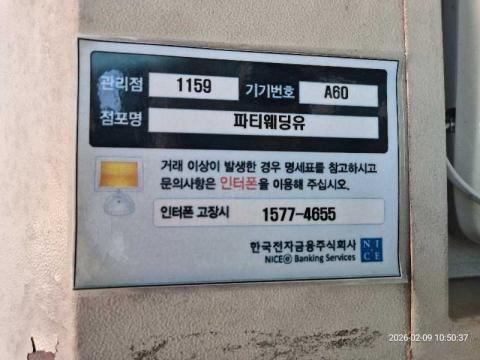 관리점 1159 기기번호 A60
점포명 파티웨딩유
거래 이상이 발생한 경우 명세표를 참고하시고
문의사항은 인터폰을 이용해 주십시오.
인터폰 고장시 1577-4655
한국전자금융주식회사
NICEⓔ Banking Services
NICE
2026-02-09 10:50:37